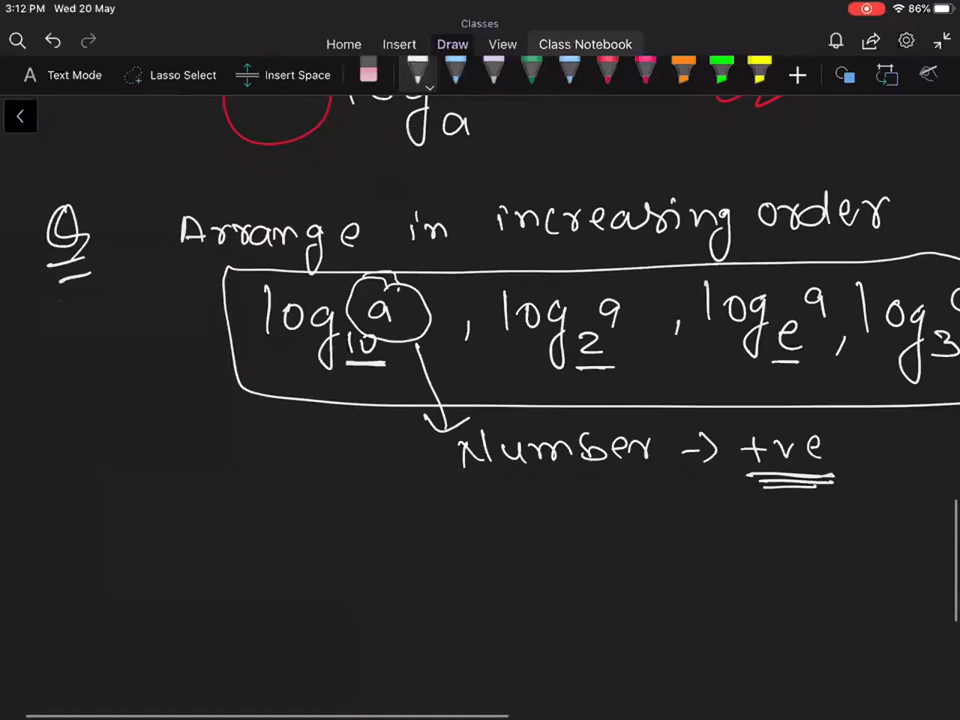 3:12 PM Wed 20 May 86%
Classes
Home Insert Draw View Class Notebook
Text Mode Lasso Select Insert Space
log a
Q Arrange in increasing order
log₁₀ a , log₂ a , logₑ a , log₃
Number → +ve